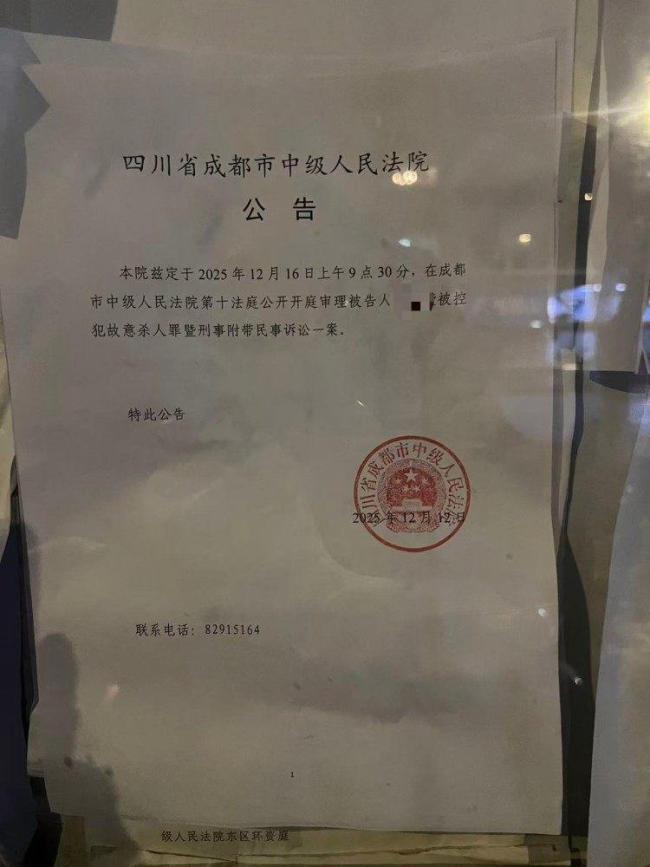 四川省成都市中级人民法院
公 告
本院兹定于 2025 年 12 月 16 日上午 9 点 30 分，在成都
市中级人民法院第十法庭公开开庭审理被告人 被控
犯故意杀人罪暨刑事附带民事诉讼一案。
特此公告
四川省成都市中级人民法院
2025 年 12 月 12 日
联系电话：82915164
1
级人民法院东区环资庭